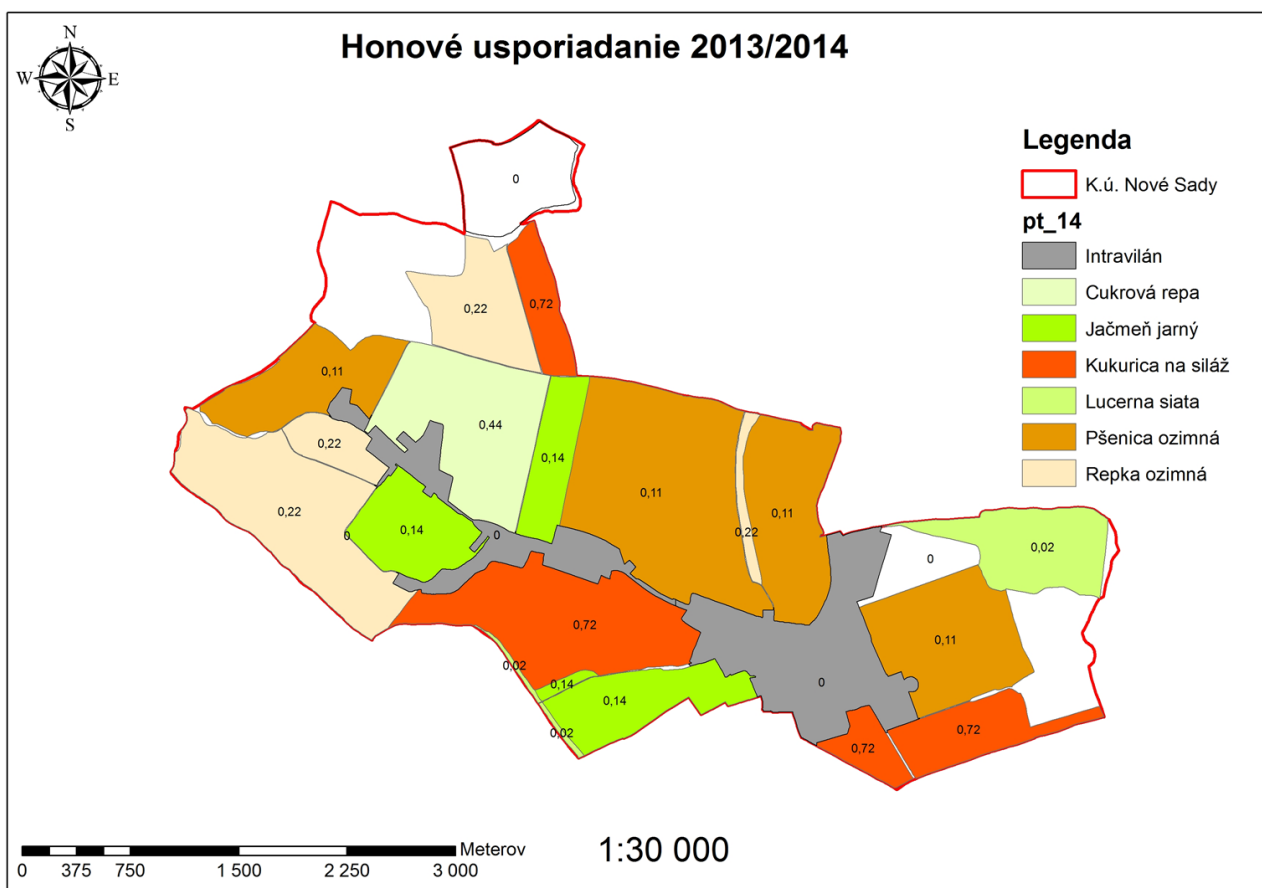 Honové usporiadanie 2013/2014
N
W E
S
Legenda
K.ú. Nové Sady
pt_14
Intravilán
Cukrová repa
Jačmeň jarný
Kukurica na siláž
Lucerna siata
Pšenica ozimná
Repka ozimná
0
0,22
0,72
0,11
0,44
0,22
0,14
0,11
0,11
0,22
0,22
0,14
0
0
0,02
0
0,72
0,11
0,02
0,14
0,14
0
0,02
0,72
0,72
Meterov
0 375 750 1 500 2 250 3 000
1:30 000